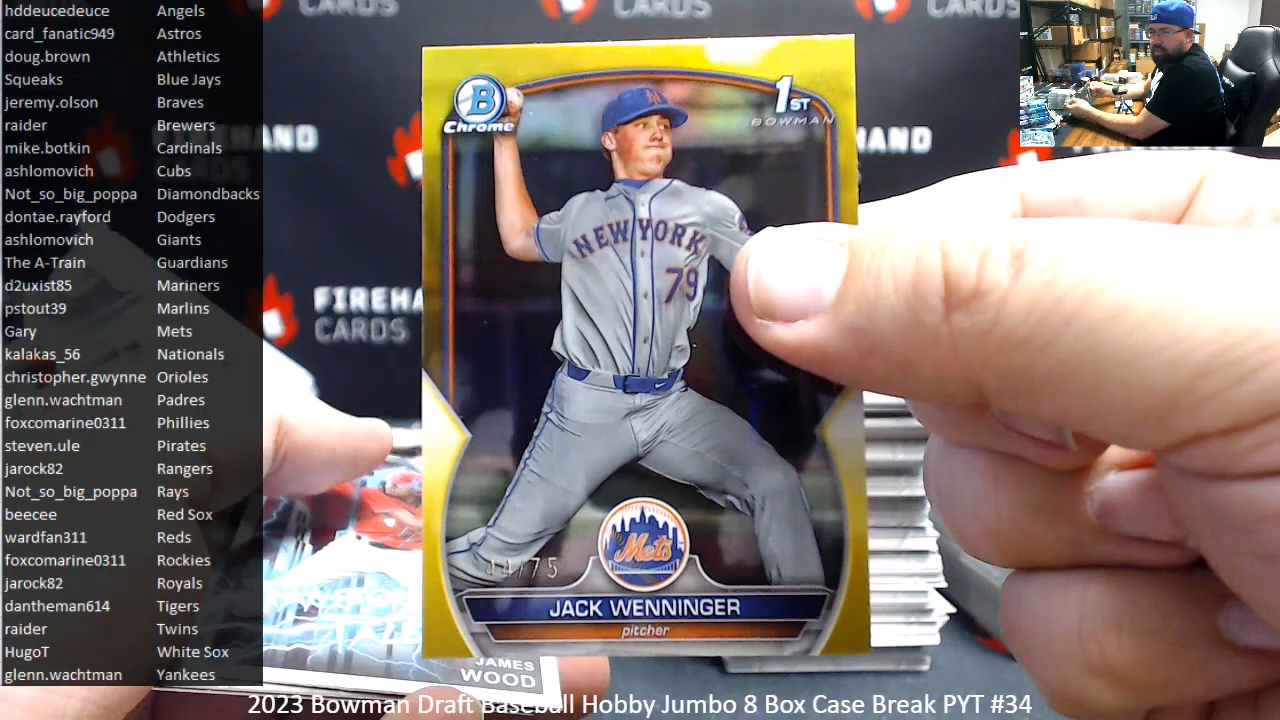 hddeucedeuce Angels
card_fanatic949 Astros
doug.brown Athletics
Squeaks Blue Jays
jeremy.olson Braves
raider Brewers
mike.botkin Cardinals
ashlomovich Cubs
Not_so_big_poppa Diamondbacks
dontae.rayford Dodgers
ashlomovich Giants
The A-Train Guardians
d2uxist85 Mariners
pstout39 Marlins
Gary Mets
kalakas_56 Nationals
christopher.gwynne Orioles
glenn.wachtman Padres
foxcomarine0311 Phillies
steven.ule Pirates
jarock82 Rangers
Not_so_big_poppa Rays
beecee Red Sox
wardfan311 Reds
foxcomarine0311 Rockies
jarock82 Royals
dantheman614 Tigers
raider Twins
HugoT White Sox
glenn.wachtman Yankees
CARDS
CARDS
CARDS
FIREHAND
CARDS
HAND
FIREHA
CARDS
B
Chrome
1ST
BOWMAN
NEW YORK
79
Mets
/75
JACK WENNINGER
pitcher
JAMES
WOOD
2023 Bowman Draft Baseball Hobby Jumbo 8 Box Case Break PYT #34